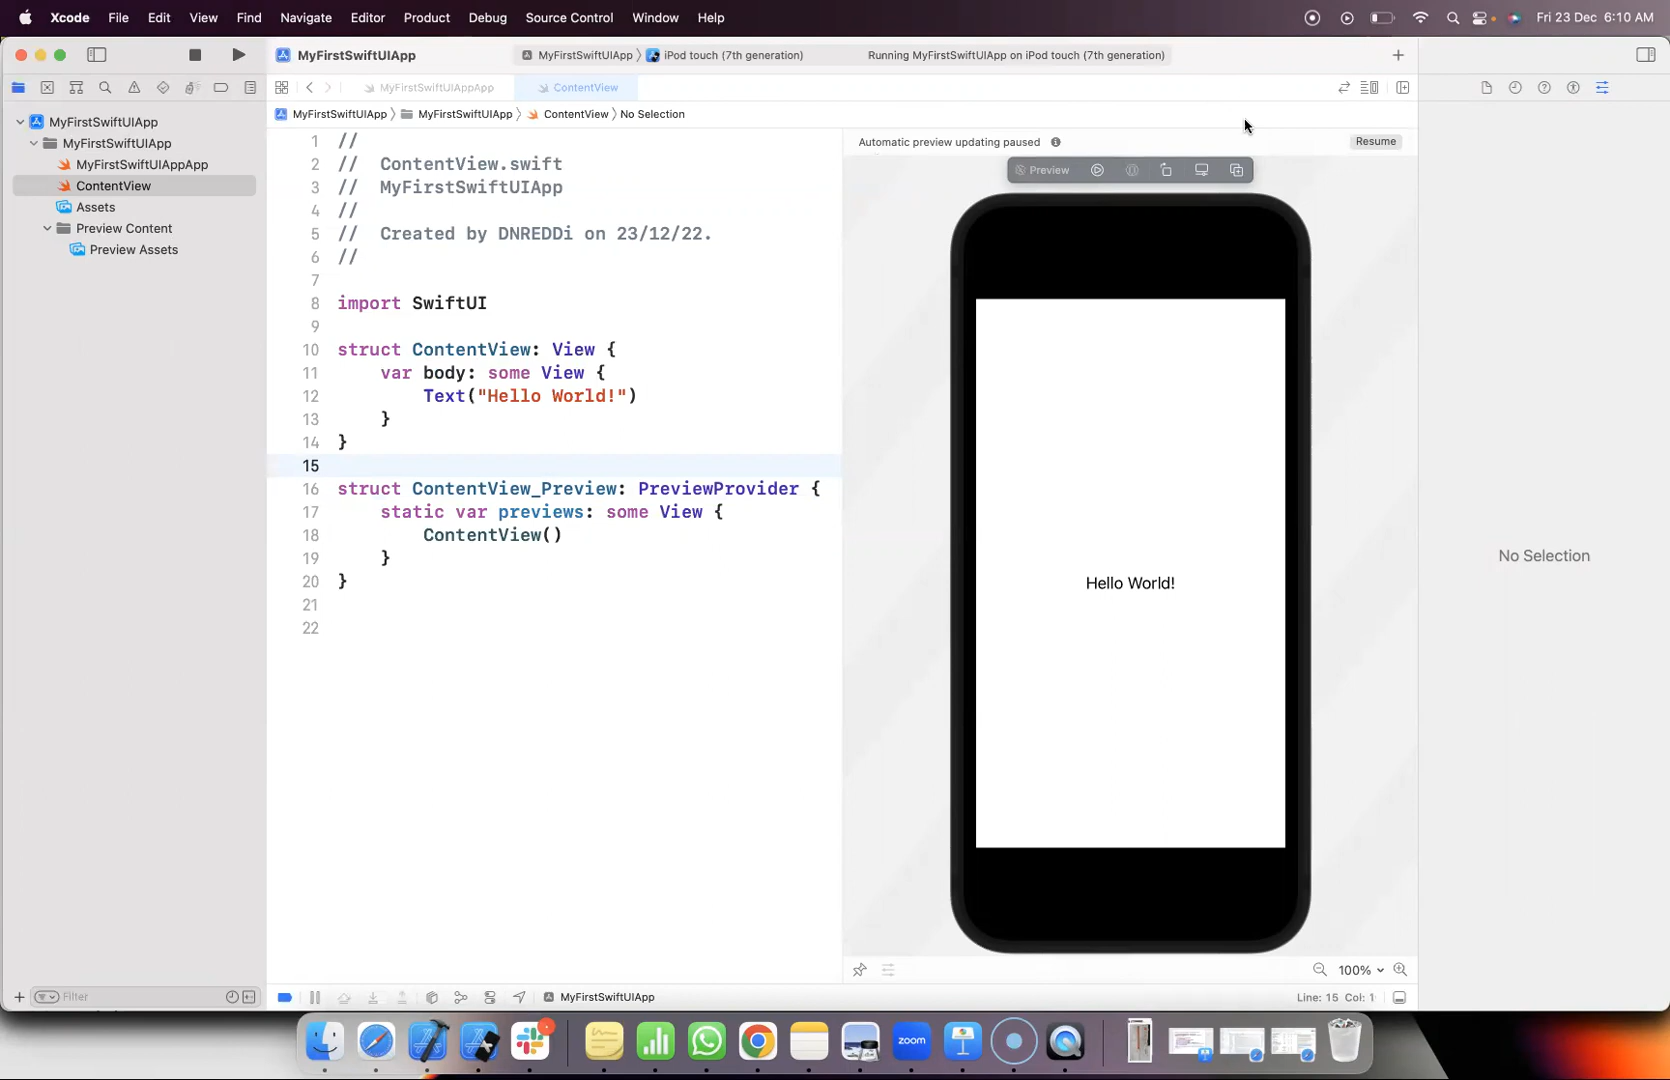 Xcode File Edit View Find Navigate Editor Product Debug Source Control Window Help Fri 23 Dec 6:10 AM
MyFirstSwiftUIApp MyFirstSwiftUIApp iPod touch (7th generation) Running MyFirstSwiftUIApp on iPod touch (7th generation)
MyFirstSwiftUIAppApp ContentView
MyFirstSwiftUIApp MyFirstSwiftUIApp ContentView No Selection
MyFirstSwiftUIApp
MyFirstSwiftUIApp
MyFirstSwiftUIAppApp
ContentView
Assets
Preview Content
Preview Assets
1 //
2 // ContentView.swift
3 // MyFirstSwiftUIApp
4 //
5 // Created by DNREDDi on 23/12/22.
6 //
7
8 import SwiftUI
9
10 struct ContentView: View {
11 var body: some View {
12 Text("Hello World!")
13 }
14 }
15
16 struct ContentView_Preview: PreviewProvider {
17 static var previews: some View {
18 ContentView()
19 }
20 }
21
22
Automatic preview updating paused Resume
Preview
Hello World!
No Selection
100%
Filter
MyFirstSwiftUIApp
Line: 15 Col: 1
zoom